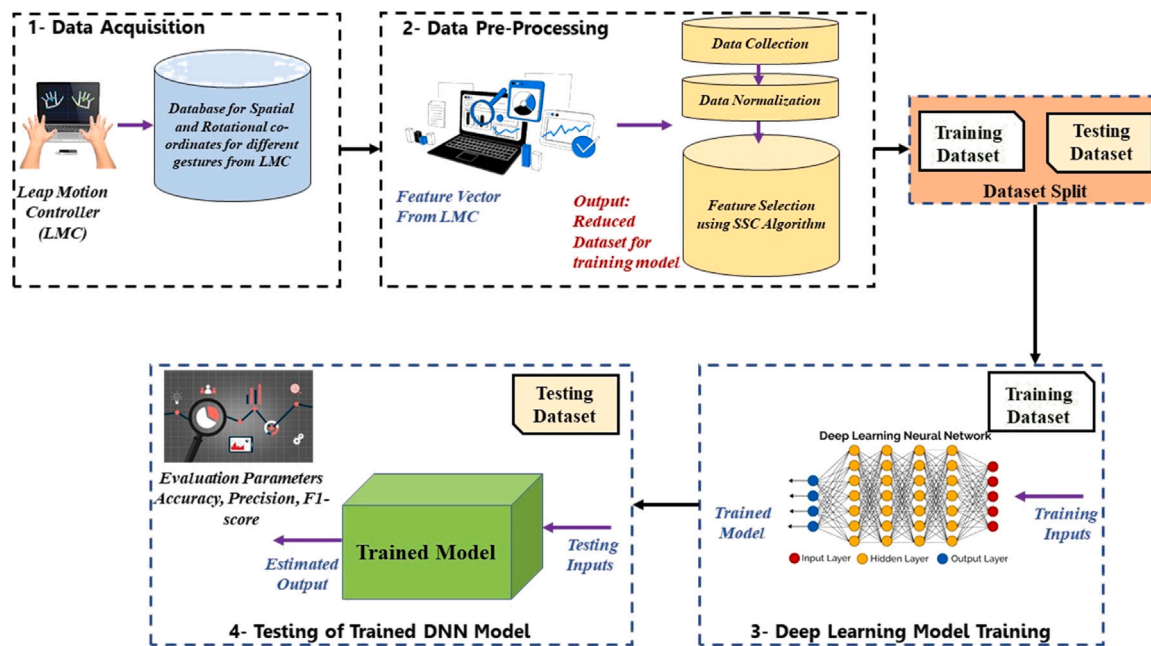 1- Data Acquisition
Database for Spatial
and Rotational co-
ordinates for different
gestures from LMC
Leap Motion
Controller
(LMC)
2- Data Pre-Processing
Feature Vector
From LMC
Output:
Reduced
Dataset for
training model
Data Collection
Data Normalization
Feature Selection
using SSC Algorithm
Training
Dataset
Testing
Dataset
Dataset Split
Training
Dataset
Deep Learning Neural Network
Trained
Model
Training
Inputs
Input Layer
Hidden Layer
Output Layer
3- Deep Learning Model Training
Testing
Dataset
Evaluation Parameters
Accuracy, Precision, F1-
score
Trained Model
Estimated
Output
Testing
Inputs
4- Testing of Trained DNN Model